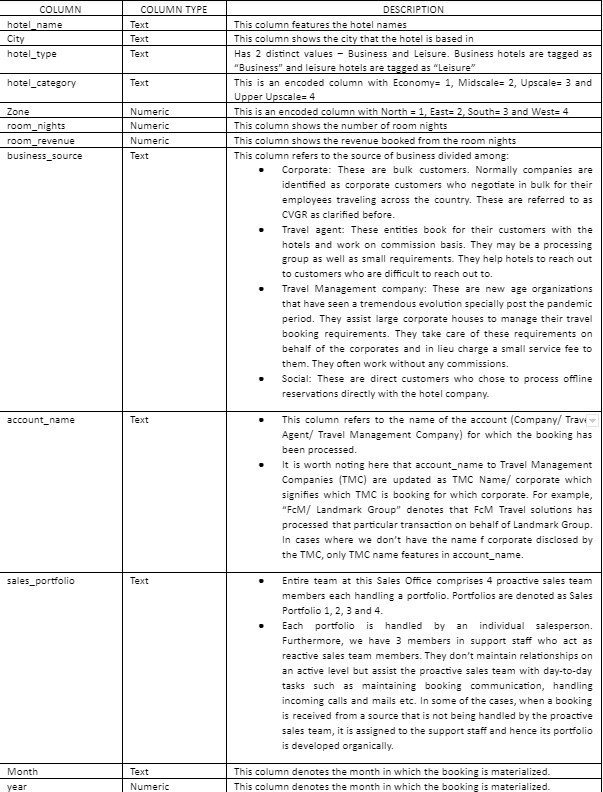 COLUMN COLUMN TYPE DESCRIPTION
hotel_name Text This column features the hotel names
City Text This column shows the city that the hotel is based in
hotel_type Text Has 2 distinct values – Business and Leisure. Business hotels are tagged as
"Business" and leisure hotels are tagged as "Leisure"
hotel_category Text This is an encoded column with Economy= 1, Midscale= 2, Upscale= 3 and
Upper Upscale= 4
Zone Numeric This is an encoded column with North = 1, East= 2, South= 3 and West= 4
room_nights Numeric This column shows the number of room nights
room_revenue Numeric This column shows the revenue booked from the room nights
business_source Text This column refers to the source of business divided among:
• Corporate: These are bulk customers. Normally companies are
identified as corporate customers who negotiate in bulk for their
employees traveling across the country. These are referred to as
CVGR as clarified before.
• Travel agent: These entities book for their customers with the
hotels and work on commission basis. They may be a processing
group as well as small requirements. They help hotels to reach out
to customers who are difficult to reach out to.
• Travel Management company: These are new age organizations
that have seen a tremendous evolution specially post the pandemic
period. They assist large corporate houses to manage their travel
booking requirements. They take care of these requirements on
behalf of the corporates and in lieu charge a small service fee to
them. They often work without any commissions.
• Social: These are direct customers who chose to process offline
reservations directly with the hotel company.
account_name Text • This column refers to the name of the account (Company/ Trave
Agent/ Travel Management Company) for which the booking has
been processed.
• It is worth noting here that account_name to Travel Management
Companies (TMC) are updated as TMC Name/ corporate which
signifies which TMC is booking for which corporate. For example,
"FcM/ Landmark Group" denotes that FcM Travel solutions has
processed that particular transaction on behalf of Landmark Group.
In cases where we don't have the name f corporate disclosed by
the TMC, only TMC name features in account_name.
sales_portfolio Text • Entire team at this Sales Office comprises 4 proactive sales team
members each handling a portfolio. Portfolios are denoted as Sales
Portfolio 1, 2, 3 and 4.
• Each portfolio is handled by an individual salesperson.
Furthermore, we have 3 members in support staff who act as
reactive sales team members. They don't maintain relationships on
an active level but assist the proactive sales team with day-to-day
tasks such as maintaining booking communication, handling
incoming calls and mails etc. In some of the cases, when a booking
is received from a source that is not being handled by the proactive
sales team, it is assigned to the support staff and hence its portfolio
is developed organically.
Month Text This column denotes the month in which the booking is materialized.
year Numeric This column denotes the month in which the booking is materialized.